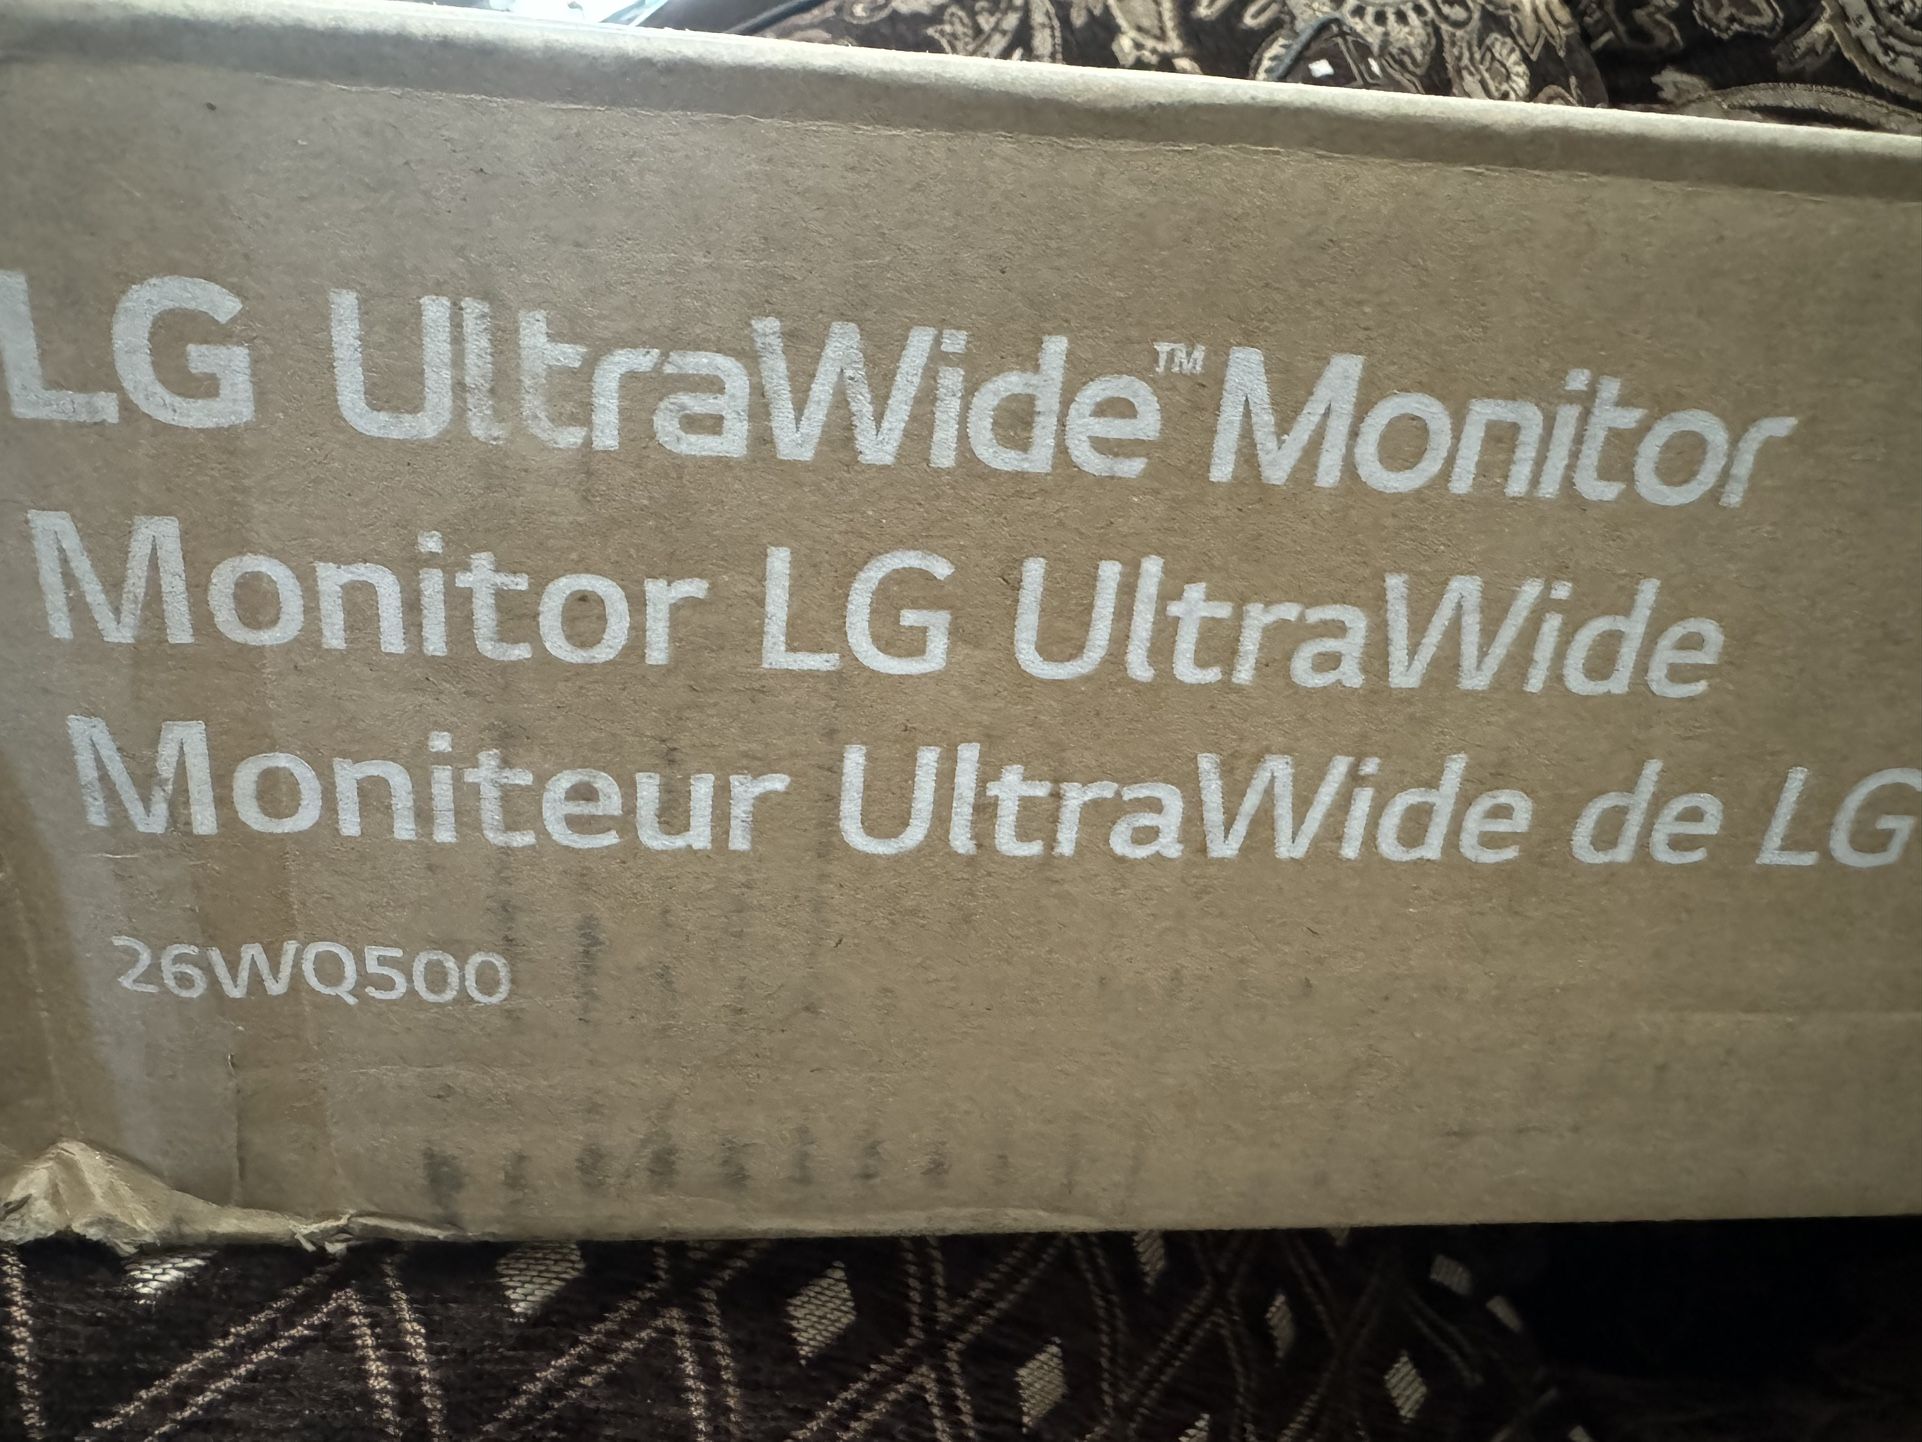 LG UltraWide™ Monitor
Monitor LG UltraWide
Moniteur UltraWide de LG
26WQ500